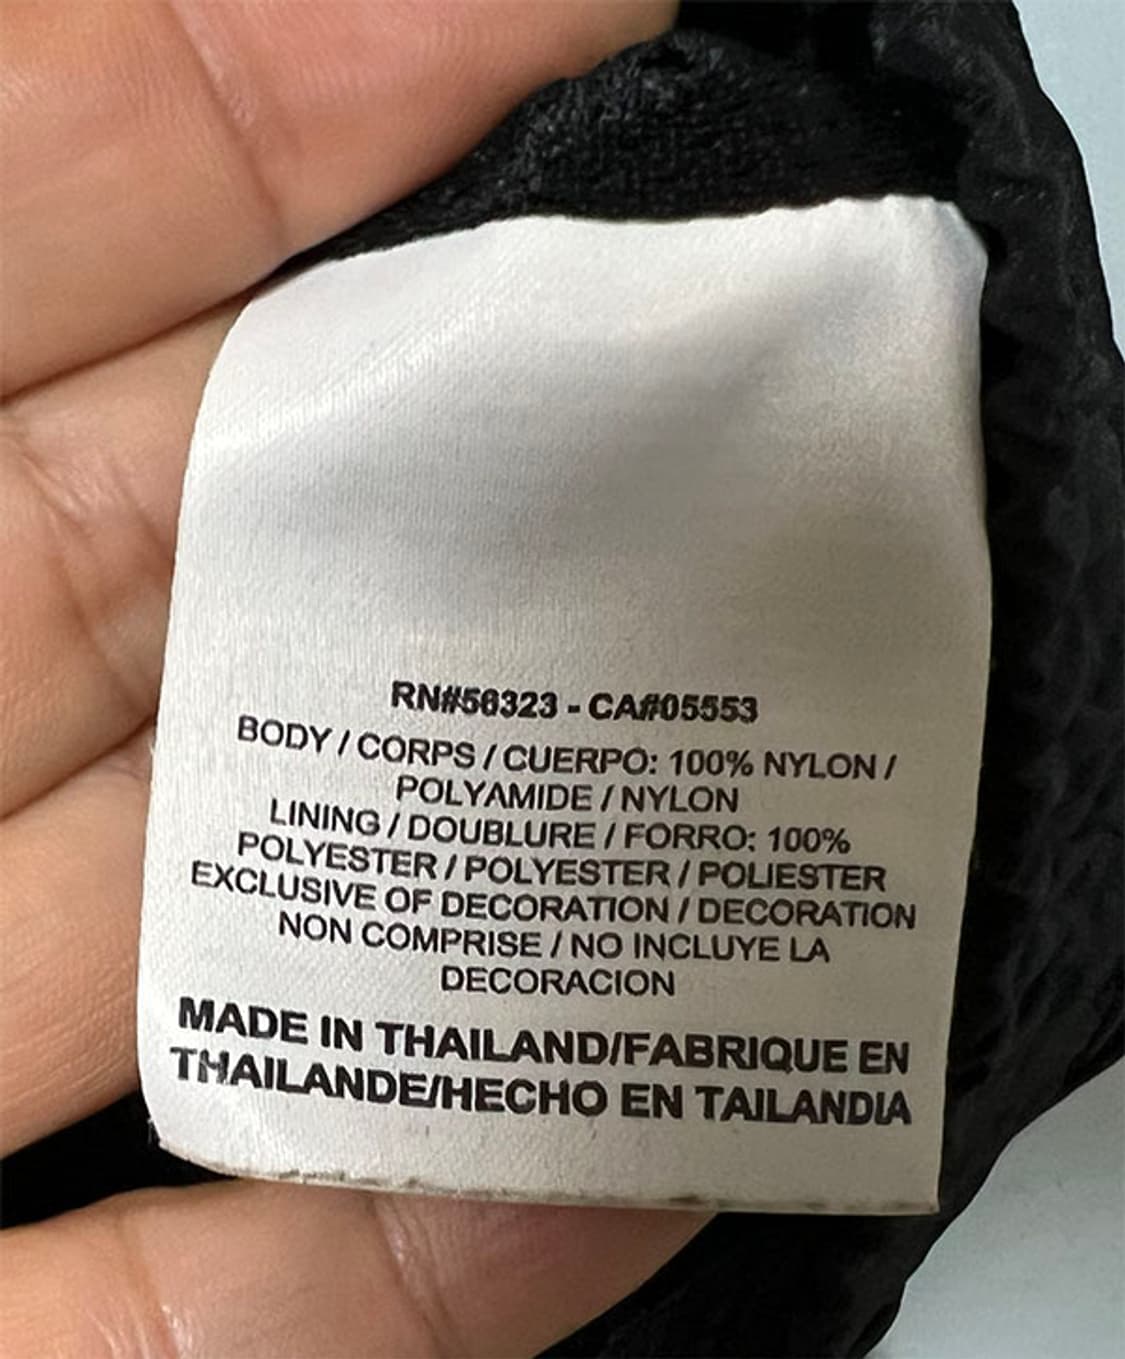 RN#56323 - CA#05553
BODY / CORPS / CUERPO: 100% NYLON /
POLYAMIDE / NYLON
LINING / DOUBLURE / FORRO: 100%
POLYESTER / POLYESTER / POLIESTER
EXCLUSIVE OF DECORATION / DECORATION
NON COMPRISE / NO INCLUYE LA
DECORACION
MADE IN THAILAND/FABRIQUE EN
THAILANDE/HECHO EN TAILANDIA